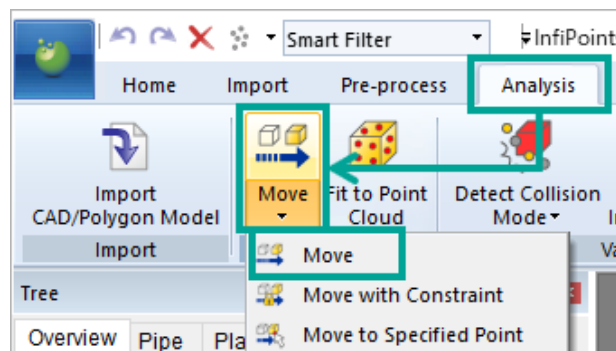 Smart Filter
InfiPoint
Home Import Pre-process Analysis
Import
CAD/Polygon Model
Move
Fit to Point
Cloud
Detect Collision
Mode
Import
Move
Tree
Move with Constraint
Overview Pipe Pla
Move to Specified Point